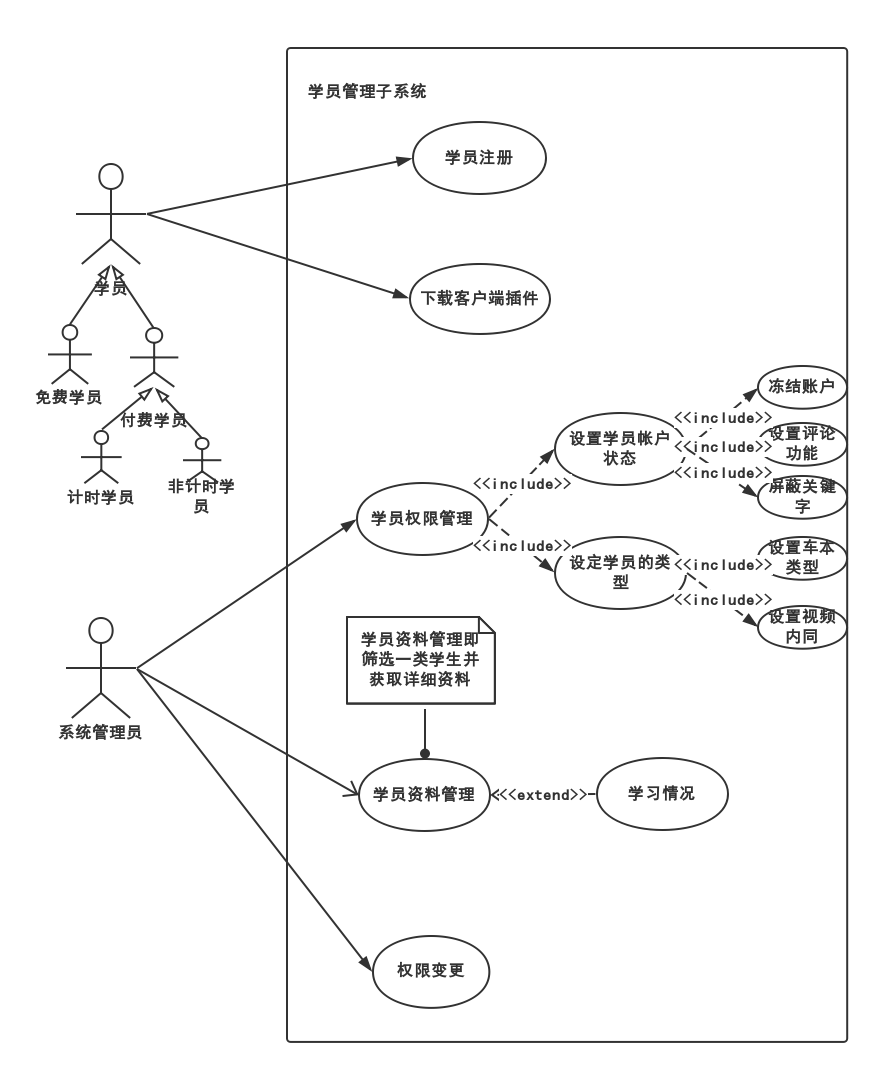 学员管理子系统
学员注册
学员
下载客户端插件
免费学员
付费学员
计时学员
非计时学
员
冻结账户
<<include>>
设置学员帐户
状态
<<include>>
设置评论
功能
<<include>>
屏蔽关键
字
<<include>>
学员权限管理
<<include>>
设定学员的类
型
<<include>>
设置车本
类型
<<include>>
设置视频
内同
学员资料管理即
筛选一类学生并
获取详细资料
系统管理员
学员资料管理
<<extend>>
学习情况
权限变更